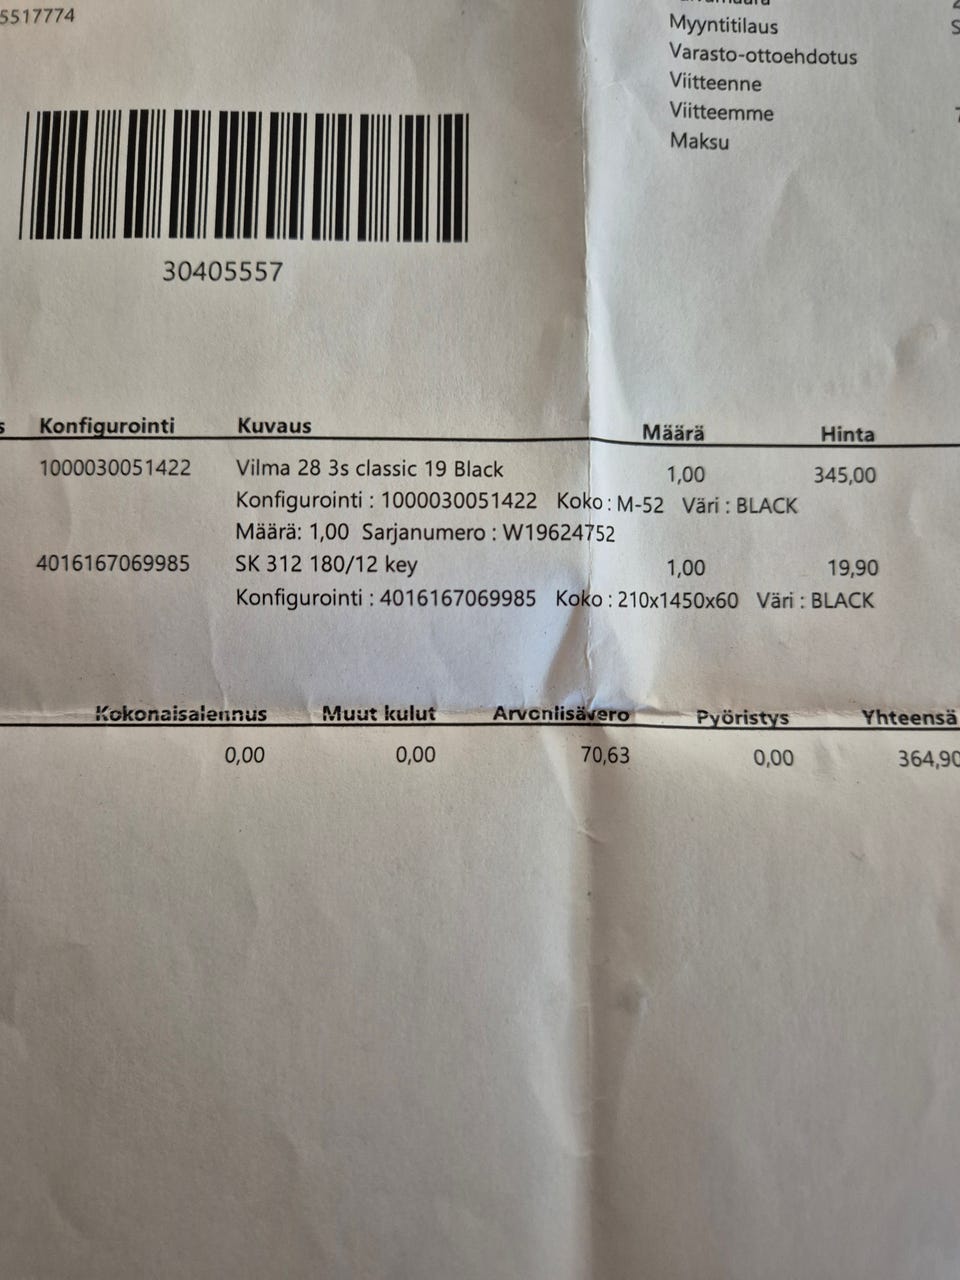 5517774
Myyntitilaus
Varasto-ottoehdotus
Viitteenne
Viitteemme
Maksu
30405557
Konfigurointi Kuvaus Määrä Hinta
1000030051422 Vilma 28 3s classic 19 Black 1,00 345,00
Konfigurointi : 1000030051422 Koko : M-52 Väri : BLACK
Määrä: 1,00 Sarjanumero : W19624752
4016167069985 SK 312 180/12 key 1,00 19,90
Konfigurointi : 4016167069985 Koko : 210x1450x60 Väri : BLACK
Kokonaisalennus Muut kulut Arvonlisävero Pyöristys Yhteensä
0,00 0,00 70,63 0,00 364,90